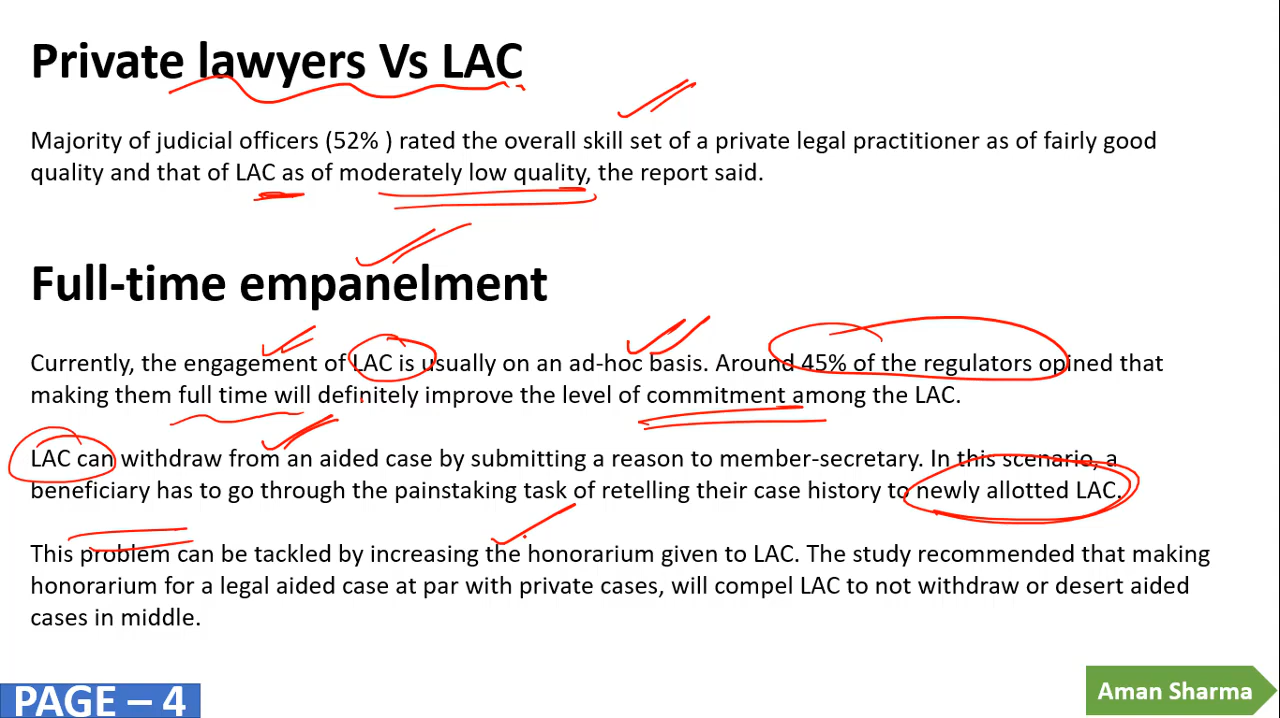 Private lawyers Vs LAC
Majority of judicial officers (52% ) rated the overall skill set of a private legal practitioner as of fairly good
quality and that of LAC as of moderately low quality, the report said.
Full-time empanelment
Currently, the engagement of LAC is usually on an ad-hoc basis. Around 45% of the regulators opined that
making them full time will definitely improve the level of commitment among the LAC.
LAC can withdraw from an aided case by submitting a reason to member-secretary. In this scenario, a
beneficiary has to go through the painstaking task of retelling their case history to newly allotted LAC.
This problem can be tackled by increasing the honorarium given to LAC. The study recommended that making
honorarium for a legal aided case at par with private cases, will compel LAC to not withdraw or desert aided
cases in middle.
PAGE – 4
Aman Sharma